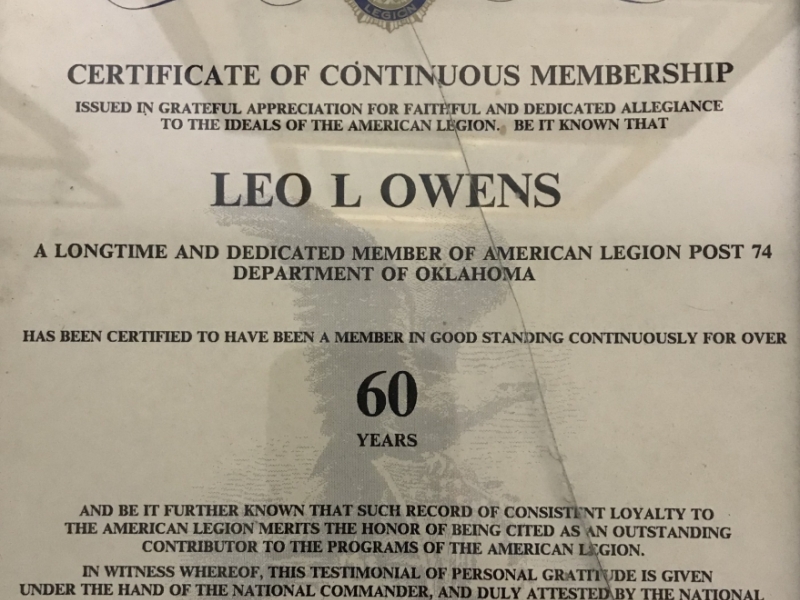 LEGION
CERTIFICATE OF CONTINUOUS MEMBERSHIP
ISSUED IN GRATEFUL APPRECIATION FOR FAITHFUL AND DEDICATED ALLEGIANCE
TO THE IDEALS OF THE AMERICAN LEGION. BE IT KNOWN THAT
LEO L OWENS
A LONGTIME AND DEDICATED MEMBER OF AMERICAN LEGION POST 74
DEPARTMENT OF OKLAHOMA
HAS BEEN CERTIFIED TO HAVE BEEN A MEMBER IN GOOD STANDING CONTINUOUSLY FOR OVER
60
YEARS
AND BE IT FURTHER KNOWN THAT SUCH RECORD OF CONSISTENT LOYALTY TO
THE AMERICAN LEGION MERITS THE HONOR OF BEING CITED AS AN OUTSTANDING
CONTRIBUTOR TO THE PROGRAMS OF THE AMERICAN LEGION.
IN WITNESS WHEREOF, THIS TESTIMONIAL OF PERSONAL GRATITUDE IS GIVEN
UNDER THE HAND OF THE NATIONAL COMMANDER, AND DULY ATTESTED BY THE NATIONAL